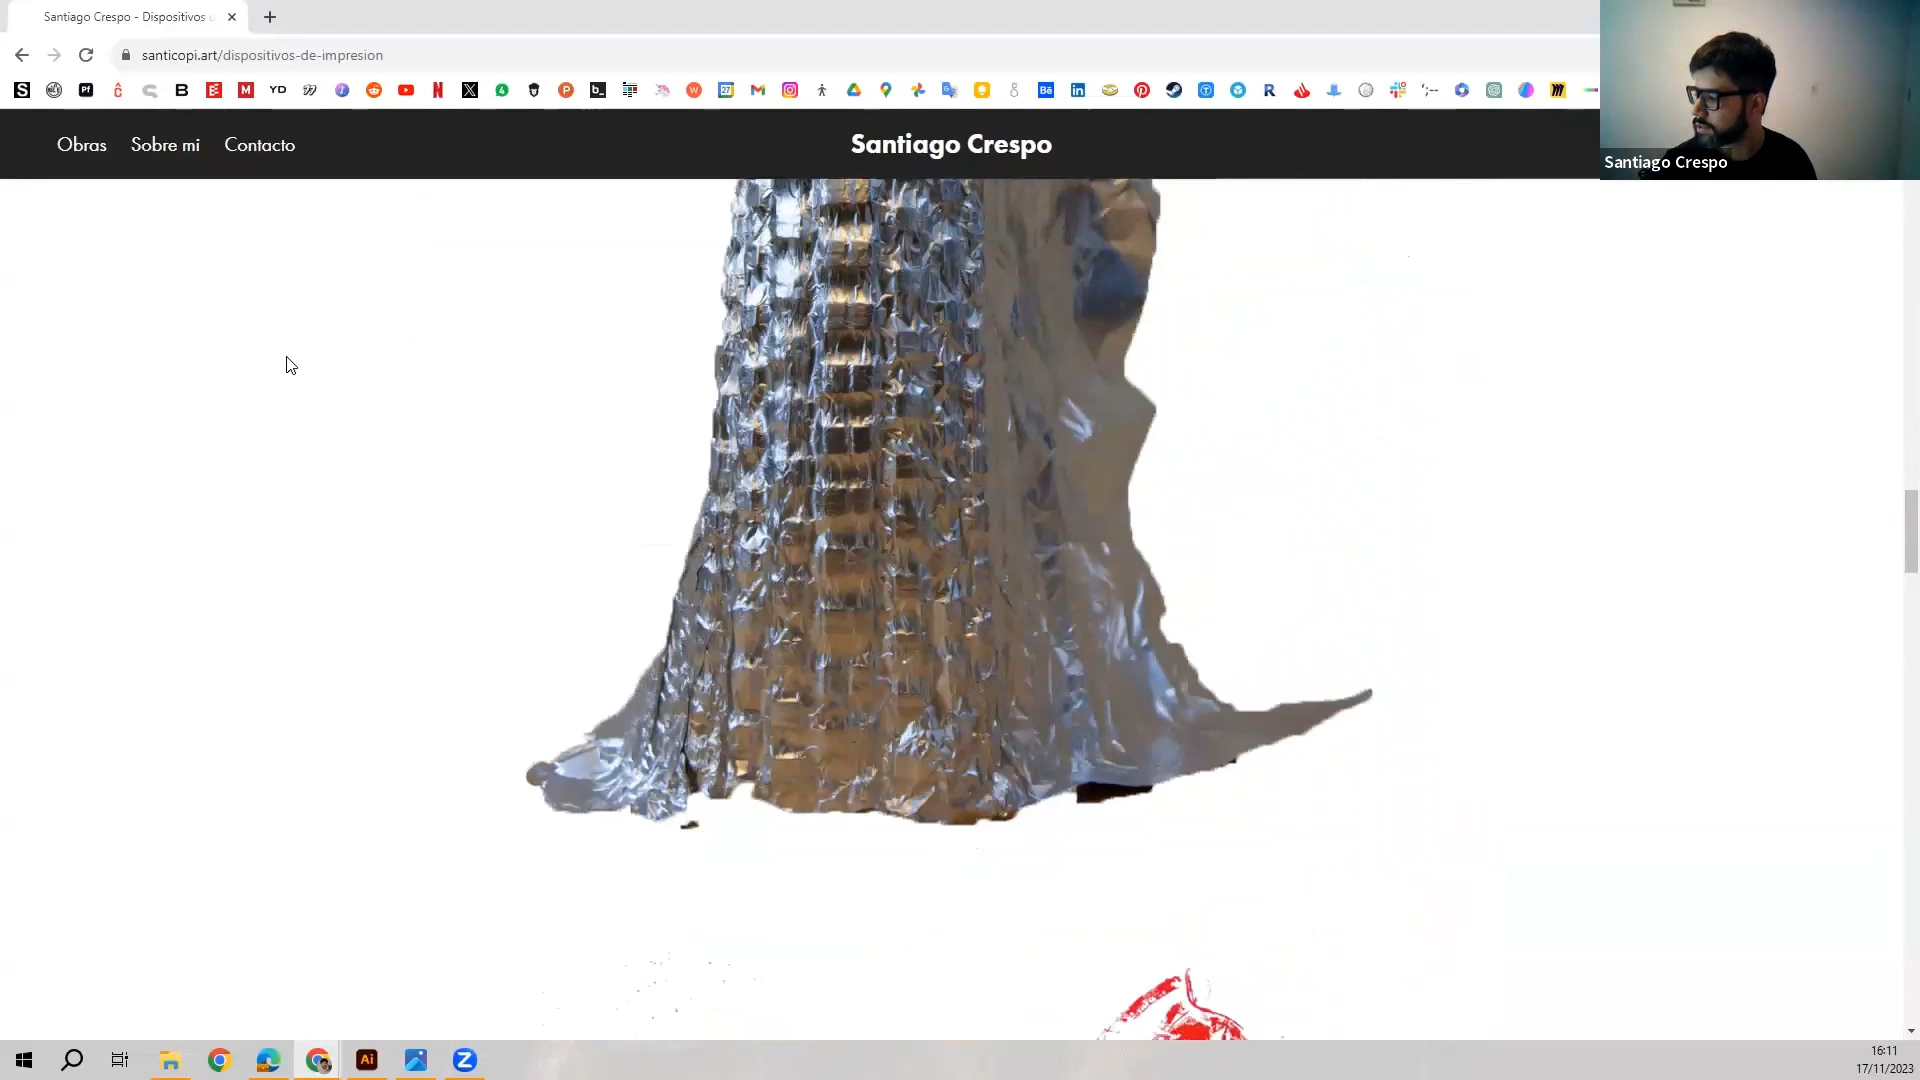 Santiago Crespo - Dispositivos
santicopi.art/dispositivos-de-impresion
Obras
Sobre mi
Contacto
Santiago Crespo
Santiago Crespo
16:11
17/11/2023